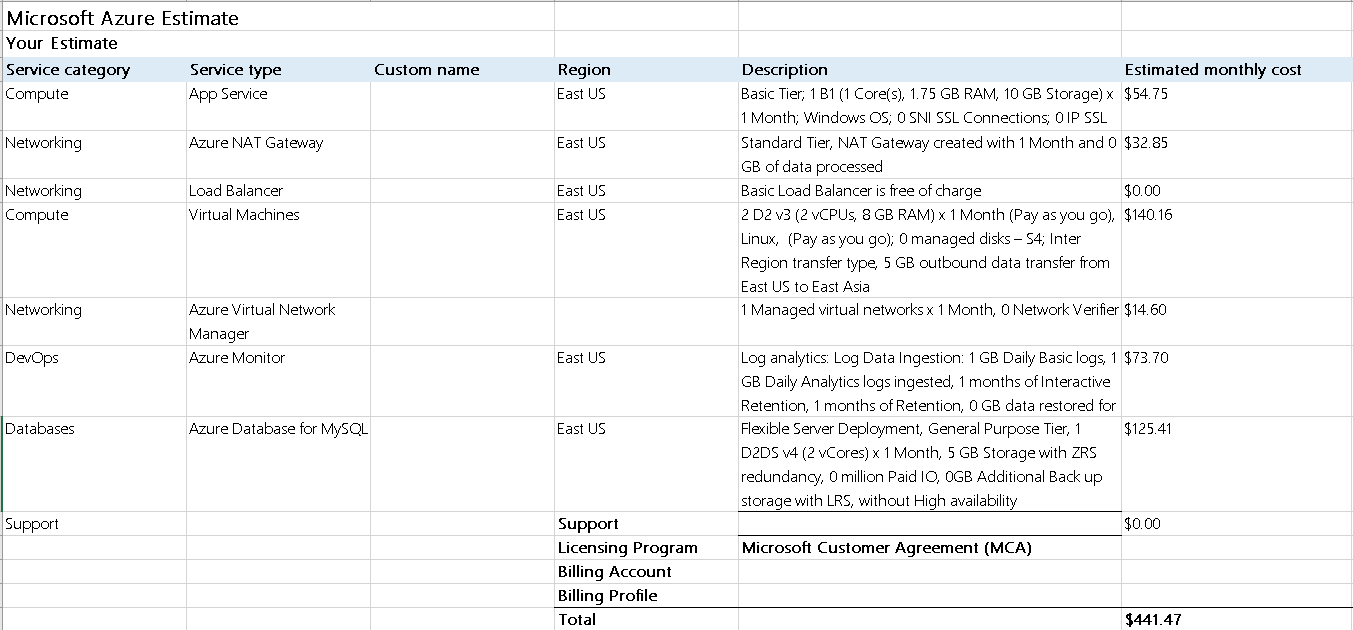 Microsoft Azure Estimate
Your Estimate
Service category Service type Custom name Region Description Estimated monthly cost
Compute App Service East US Basic Tier; 1 B1 (1 Core(s), 1.75 GB RAM, 10 GB Storage) x $54.75
1 Month; Windows OS; 0 SNI SSL Connections; 0 IP SSL
Networking Azure NAT Gateway East US Standard Tier, NAT Gateway created with 1 Month and 0 $32.85
GB of data processed
Networking Load Balancer East US Basic Load Balancer is free of charge $0.00
Compute Virtual Machines East US 2 D2 v3 (2 vCPUs, 8 GB RAM) x 1 Month (Pay as you go), $140.16
Linux, (Pay as you go); 0 managed disks – S4; Inter
Region transfer type, 5 GB outbound data transfer from
East US to East Asia
Networking Azure Virtual Network 1 Managed virtual networks x 1 Month, 0 Network Verifier $14.60
Manager
DevOps Azure Monitor East US Log analytics: Log Data Ingestion: 1 GB Daily Basic logs, 1 $73.70
GB Daily Analytics logs ingested, 1 months of Interactive
Retention, 1 months of Retention, 0 GB data restored for
Databases Azure Database for MySQL East US Flexible Server Deployment, General Purpose Tier, 1 $125.41
D2DS v4 (2 vCores) x 1 Month, 5 GB Storage with ZRS
redundancy, 0 million Paid IO, 0GB Additional Back up
storage with LRS, without High availability
Support Support $0.00
Licensing Program Microsoft Customer Agreement (MCA)
Billing Account
Billing Profile
Total $441.47